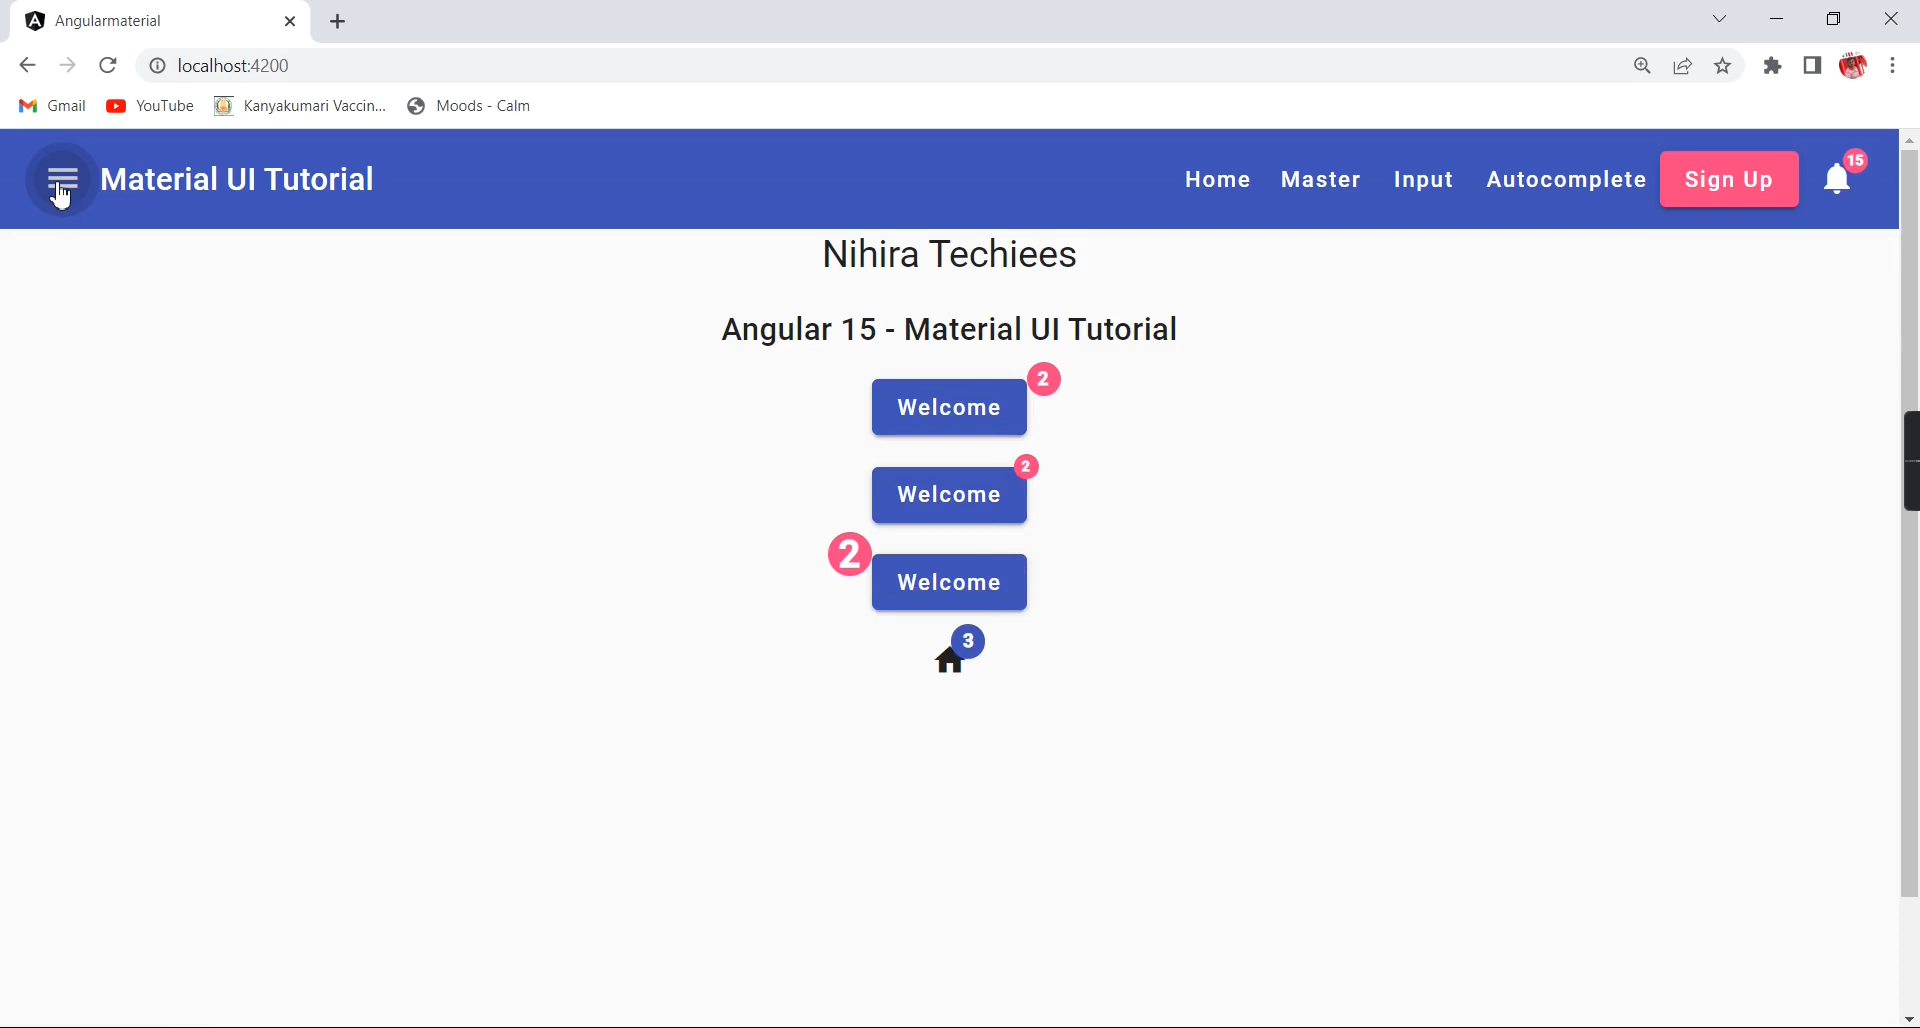 Angularmaterial
localhost:4200
Gmail YouTube Kanyakumari Vaccin... Moods - Calm
Material UI Tutorial Home Master Input Autocomplete Sign Up 15
Nihira Techiees
Angular 15 - Material UI Tutorial
2
Welcome
2
Welcome
2
Welcome
3